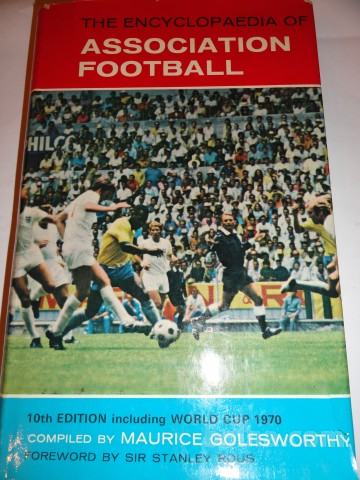 THE ENCYCLOPAEDIA OF
ASSOCIATION
FOOTBALL
PHILCO
10th EDITION including WORLD CUP 1970
COMPILED BY MAURICE GOLESWORTHY
FOREWORD BY SIR STANLEY ROUS